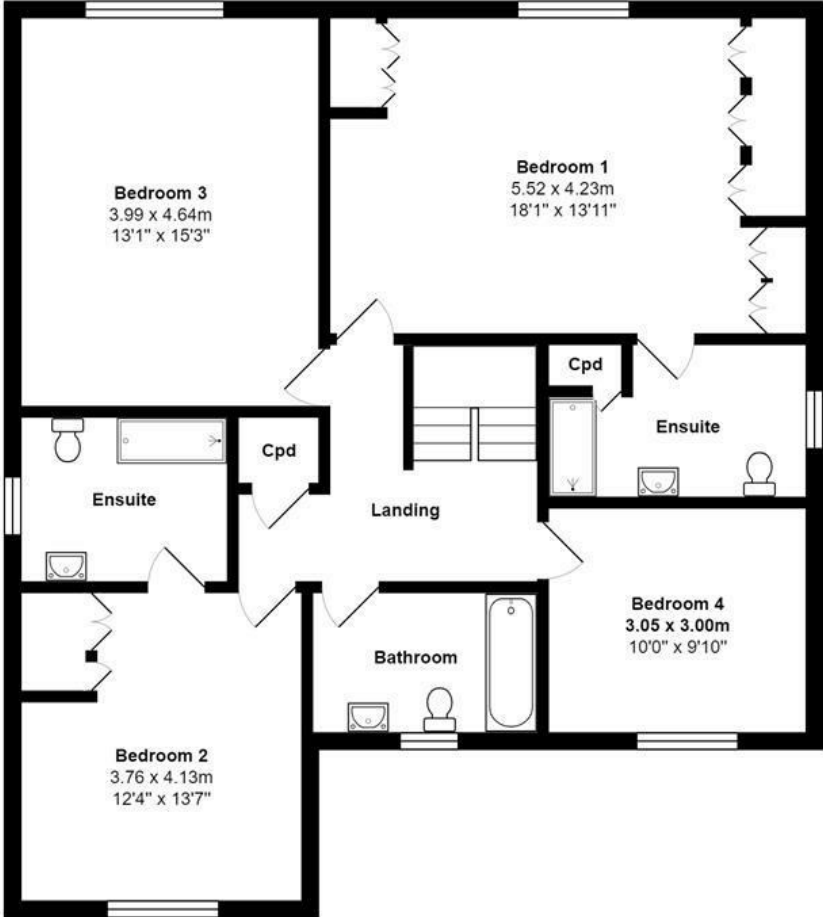 Bedroom 3
3.99 x 4.64m
13'1" x 15'3"
Bedroom 1
5.52 x 4.23m
18'1" x 13'11"
Cpd
Ensuite
Cpd
Ensuite
Landing
Bedroom 4
3.05 x 3.00m
10'0" x 9'10"
Bathroom
Bedroom 2
3.76 x 4.13m
12'4" x 13'7"